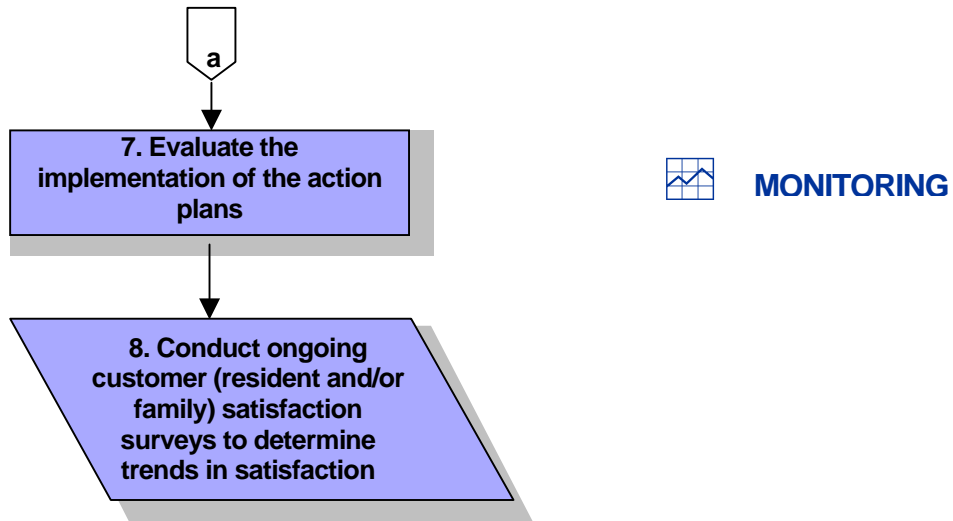 a
7. Evaluate the
implementation of the action
plans
MONITORING
8. Conduct ongoing
customer (resident and/or
family) satisfaction
surveys to determine
trends in satisfaction